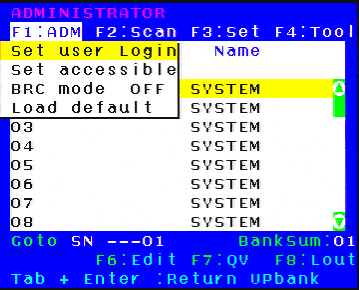 ADMINISTRATOR
F1:ADM F2:Scan F3:Set F4:Tool
Set user Login Name
Set accessible
BRC mode OFF SYSTEM
Load default SYSTEM
03 SYSTEM
04 SYSTEM
05 SYSTEM
06 SYSTEM
07 SYSTEM
08 SYSTEM
Goto SN ---01 BankSum:01
F6:Edit F7:QV F8:Lout
Tab + Enter :Return UPbank